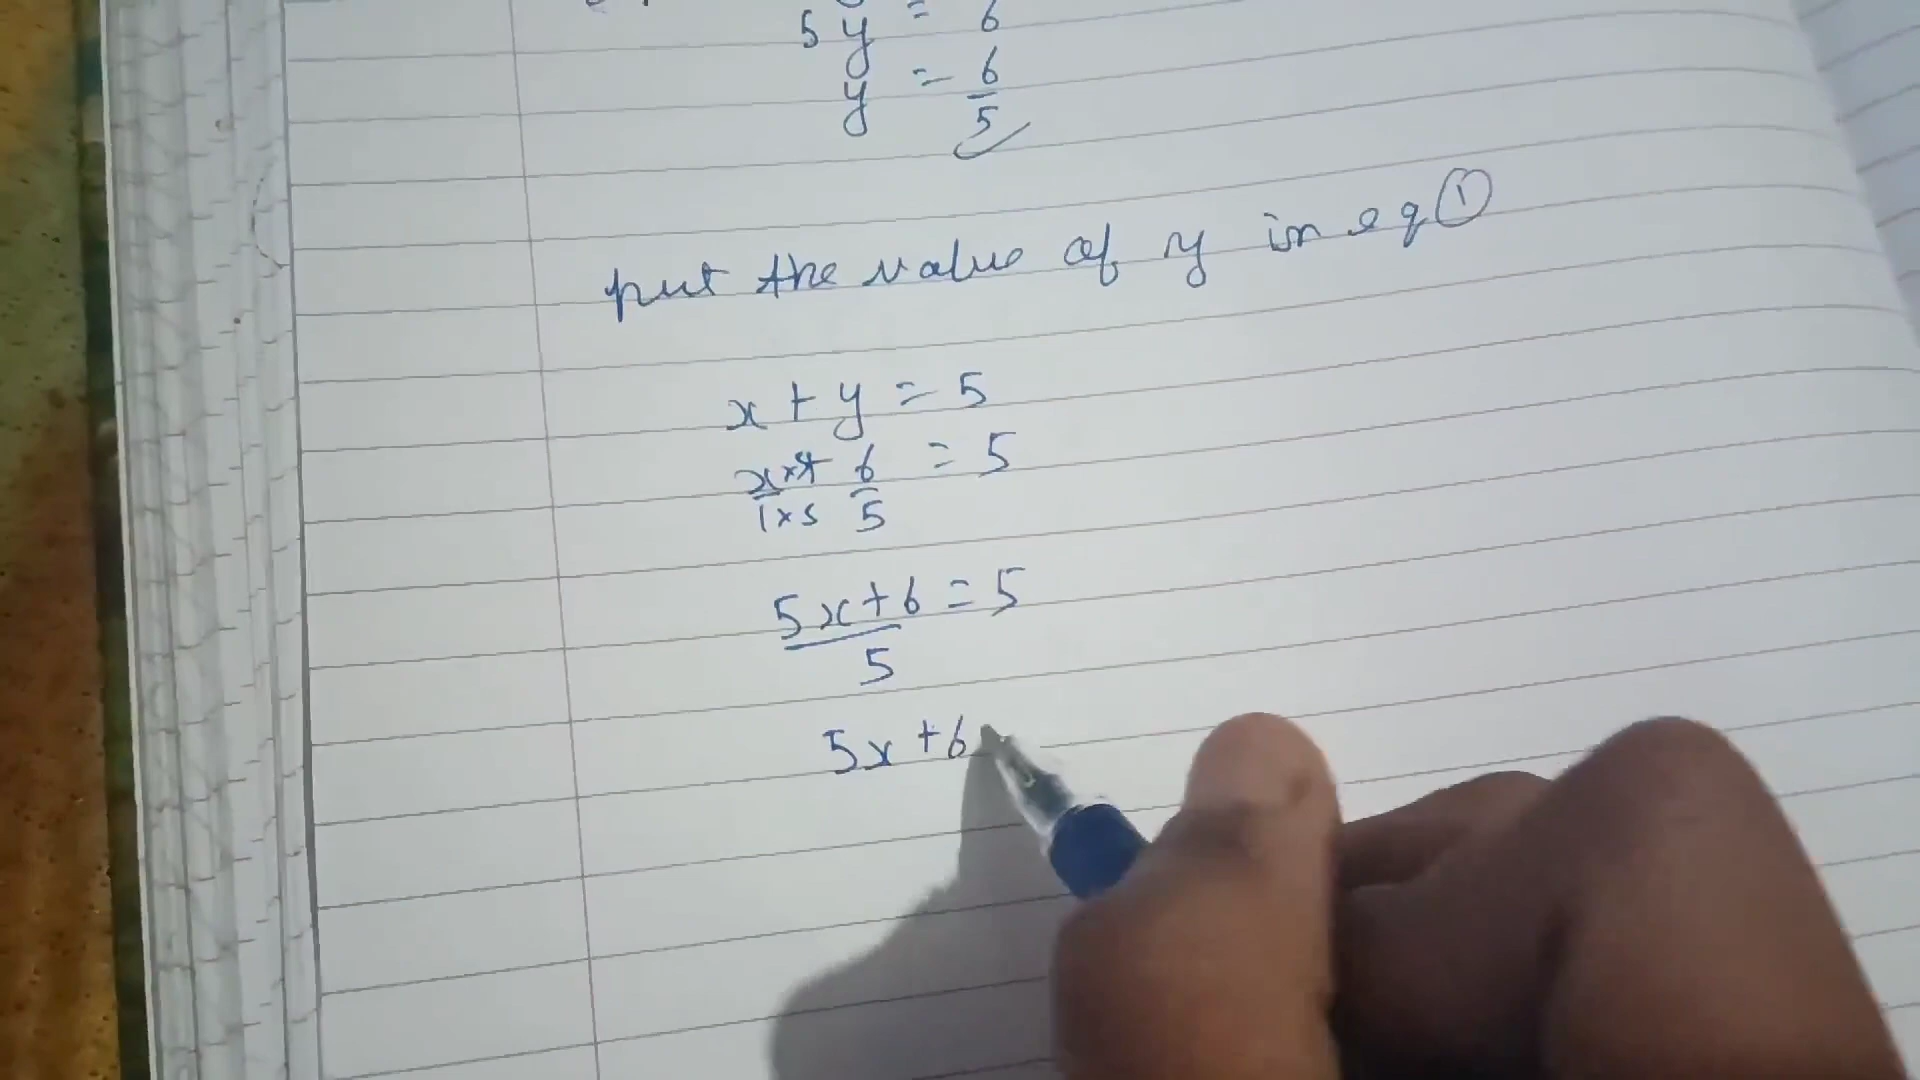 5y = 6
y = 6/5
put the value of y in eq ①
x + y = 5
x×5/1×5 + 6/5 = 5
5x+6/5 = 5
5x +6